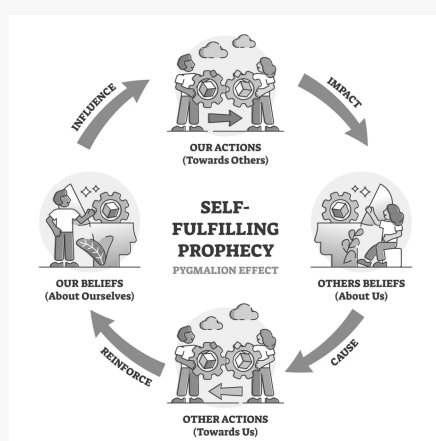 INFLUENCE
IMPACT
OUR ACTIONS
(Towards Others)
SELF-
FULFILLING
PROPHECY
PYGMALION EFFECT
OUR BELIEFS
(About Ourselves)
OTHERS BELIEFS
(About Us)
REINFORCE
CAUSE
OTHER ACTIONS
(Towards Us)